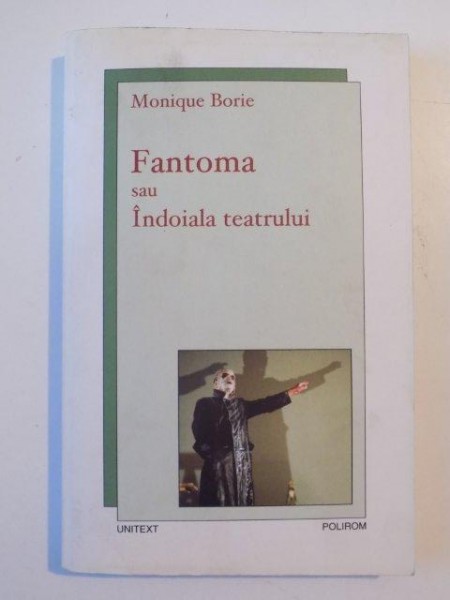 Monique Borie
Fantoma
sau
Îndoiala teatrului
UNITEXT
POLIROM